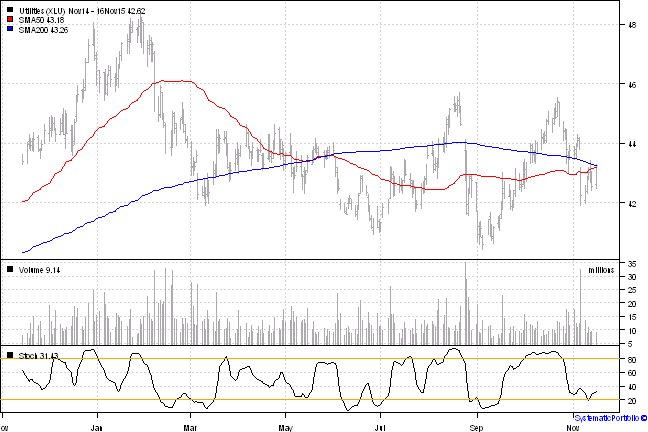 Utilities (XLU) Nov14 - 16Nov15 42.62
SMA50 43.18
SMA200 43.26
48
46
44
42
Volume 9.14
millions
35
30
25
20
15
10
5
Stoch 31.43
80
60
40
20
Jan Mar May Jul Sep Nov
SystematicPortfolio ©